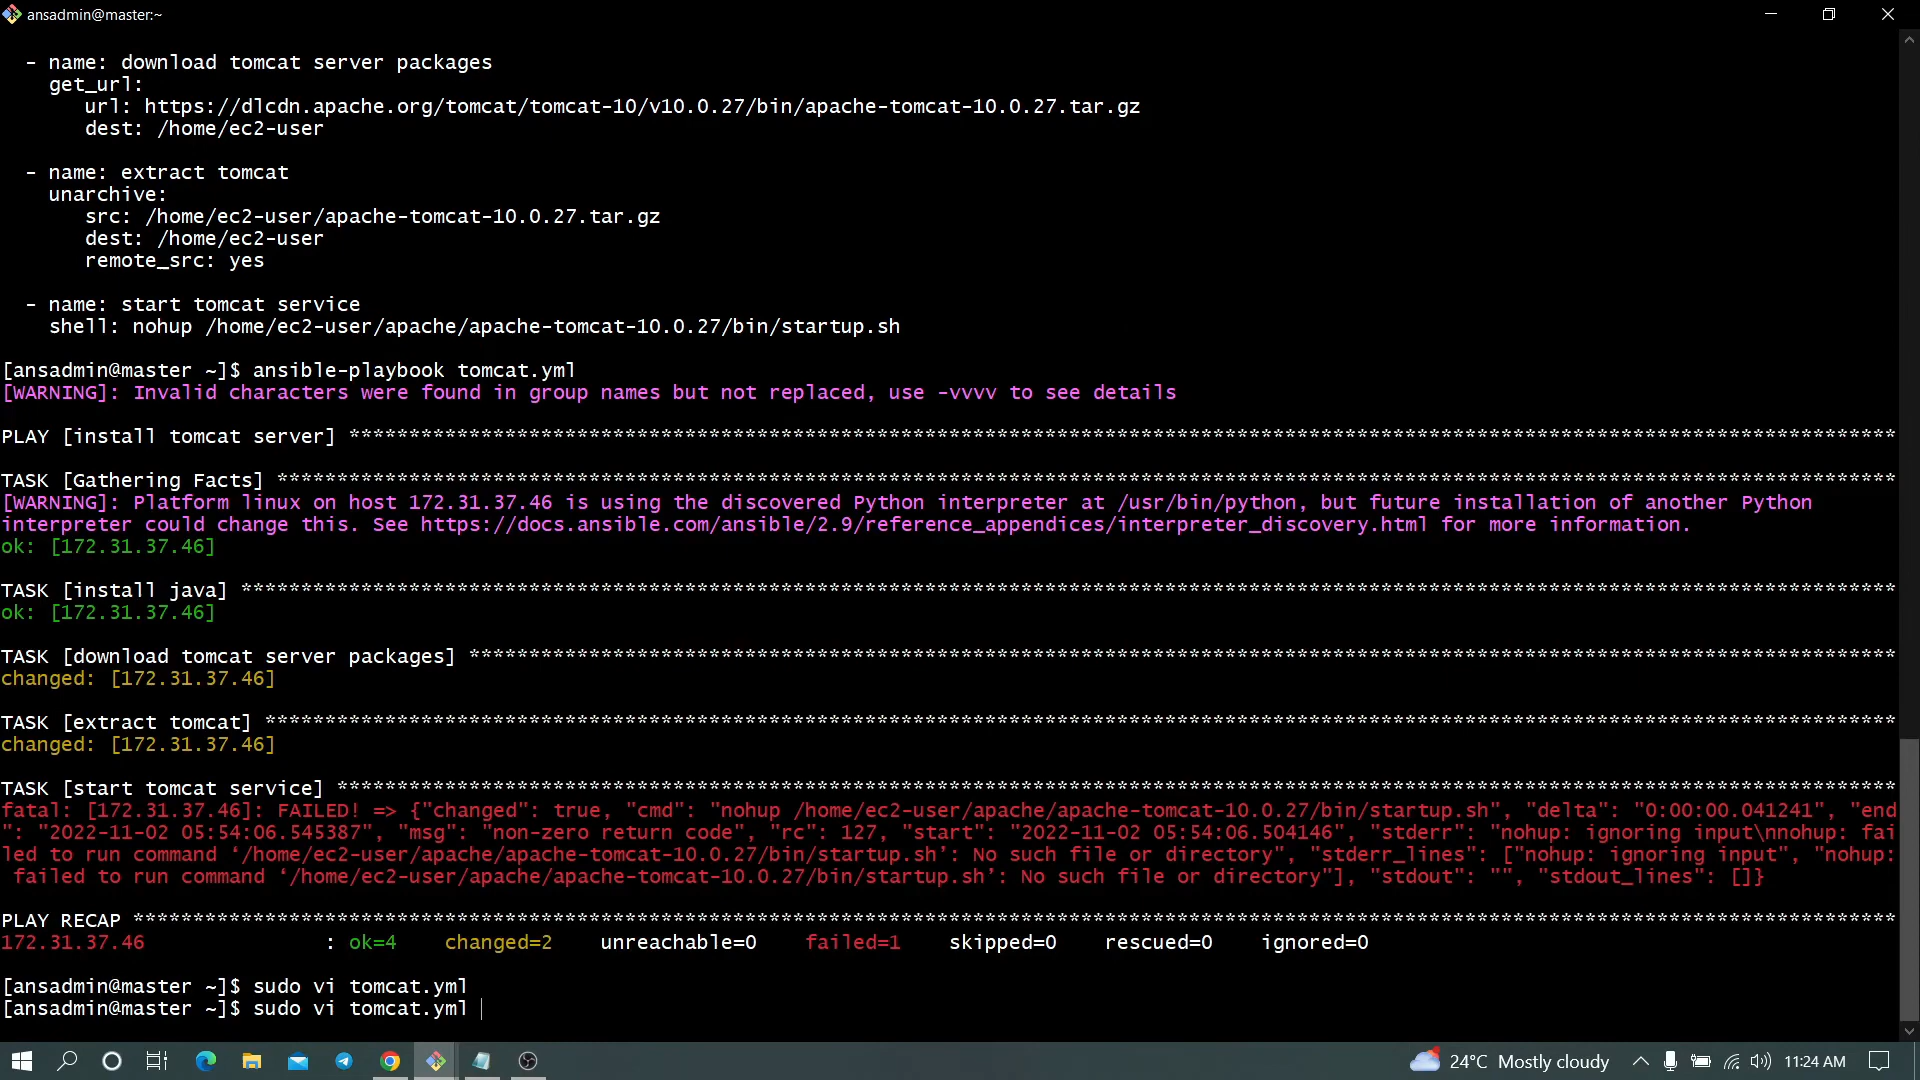 ansadmin@master:~
- name: download tomcat server packages
get_url:
url: https://dlcdn.apache.org/tomcat/tomcat-10/v10.0.27/bin/apache-tomcat-10.0.27.tar.gz
dest: /home/ec2-user
- name: extract tomcat
unarchive:
src: /home/ec2-user/apache-tomcat-10.0.27.tar.gz
dest: /home/ec2-user
remote_src: yes
- name: start tomcat service
shell: nohup /home/ec2-user/apache/apache-tomcat-10.0.27/bin/startup.sh
[ansadmin@master ~]$ ansible-playbook tomcat.yml
[WARNING]: Invalid characters were found in group names but not replaced, use -vvvv to see details
PLAY [install tomcat server] *********************************************************************************************************************************
TASK [Gathering Facts] ***************************************************************************************************************************************
[WARNING]: Platform linux on host 172.31.37.46 is using the discovered Python interpreter at /usr/bin/python, but future installation of another Python
interpreter could change this. See https://docs.ansible.com/ansible/2.9/reference_appendices/interpreter_discovery.html for more information.
ok: [172.31.37.46]
TASK [install java] ******************************************************************************************************************************************
ok: [172.31.37.46]
TASK [download tomcat server packages] ***********************************************************************************************************************
changed: [172.31.37.46]
TASK [extract tomcat] ****************************************************************************************************************************************
changed: [172.31.37.46]
TASK [start tomcat service] **********************************************************************************************************************************
fatal: [172.31.37.46]: FAILED! => {"changed": true, "cmd": "nohup /home/ec2-user/apache/apache-tomcat-10.0.27/bin/startup.sh", "delta": "0:00:00.041241", "end
": "2022-11-02 05:54:06.545387", "msg": "non-zero return code", "rc": 127, "start": "2022-11-02 05:54:06.504146", "stderr": "nohup: ignoring input\nnohup: fai
led to run command ‘/home/ec2-user/apache/apache-tomcat-10.0.27/bin/startup.sh’: No such file or directory", "stderr_lines": ["nohup: ignoring input", "nohup:
failed to run command ‘/home/ec2-user/apache/apache-tomcat-10.0.27/bin/startup.sh’: No such file or directory"], "stdout": "", "stdout_lines": []}
PLAY RECAP ***************************************************************************************************************************************************
172.31.37.46 : ok=4 changed=2 unreachable=0 failed=1 skipped=0 rescued=0 ignored=0
[ansadmin@master ~]$ sudo vi tomcat.yml
[ansadmin@master ~]$ sudo vi tomcat.yml
24°C Mostly cloudy 11:24 AM